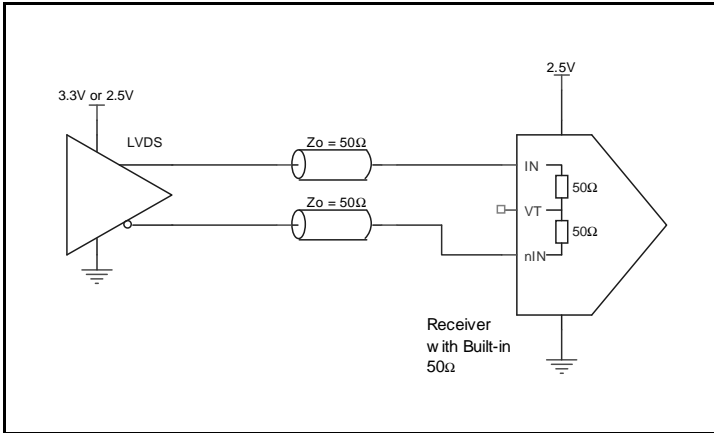 3.3V or 2.5V
LVDS
Zo = 50Ω
Zo = 50Ω
2.5V
IN
50Ω
VT
50Ω
nIN
Receiver
with Built-in
50Ω